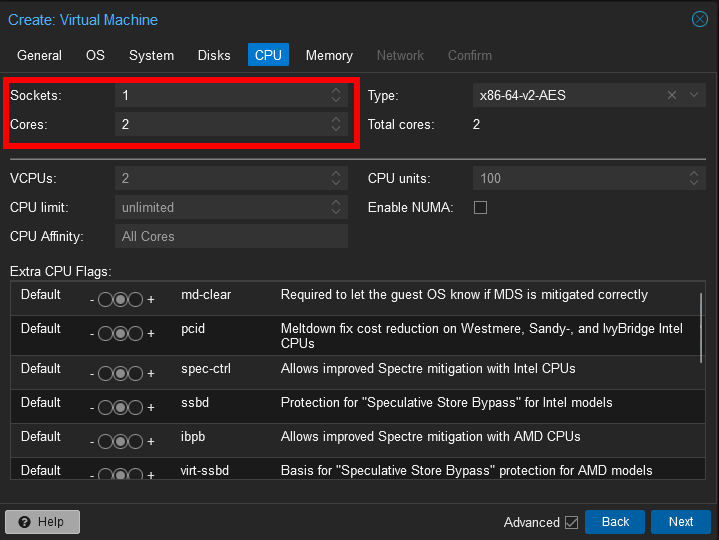 Create: Virtual Machine
General OS System Disks CPU Memory Network Confirm
Sockets: 1 Type: x86-64-v2-AES
Cores: 2 Total cores: 2
VCPUs: 2 CPU units: 100
CPU limit: unlimited Enable NUMA:
CPU Affinity: All Cores
Extra CPU Flags:
Default - + md-clear Required to let the guest OS know if MDS is mitigated correctly
Default - + pcid Meltdown fix cost reduction on Westmere, Sandy-, and IvyBridge Intel
CPUs
Default - + spec-ctrl Allows improved Spectre mitigation with Intel CPUs
Default - + ssbd Protection for "Speculative Store Bypass" for Intel models
Default - + ibpb Allows improved Spectre mitigation with AMD CPUs
Default - + virt-ssbd Basis for "Speculative Store Bypass" protection for AMD models
? Help Advanced Back Next